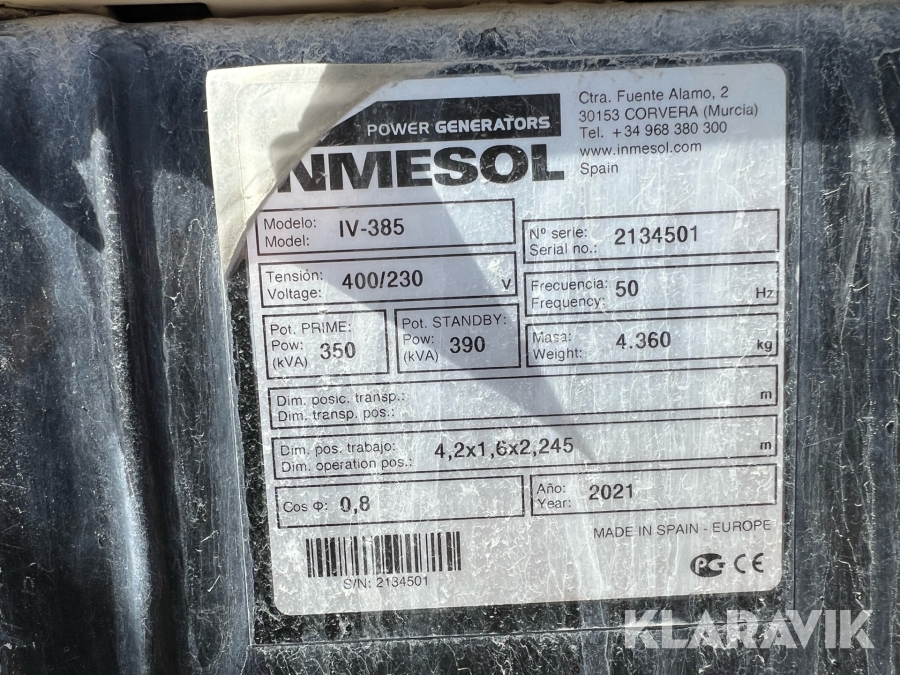 POWER GENERATORS
INMESOL
Ctra. Fuente Alamo, 2
30153 CORVERA (Murcia)
Tel. +34 968 380 300
www.inmesol.com
Spain
Modelo:
Model: IV-385
Nº serie:
Serial no.: 2134501
Tensión:
Voltage: 400/230 V
Frecuencia:
Frequency: 50 Hz
Pot. PRIME:
Pow:
(kVA) 350
Pot. STANDBY:
Pow:
(kVA) 390
Masa:
Weight: 4.360 kg
Dim. posic. transp.:
Dim. transp. pos.: m
Dim. pos. trabajo:
Dim. operation pos.: 4,2x1,6x2,245 m
Cos Φ: 0,8
Año:
Year: 2021
MADE IN SPAIN - EUROPE
S/N: 2134501
PG CE
KLARAVIK